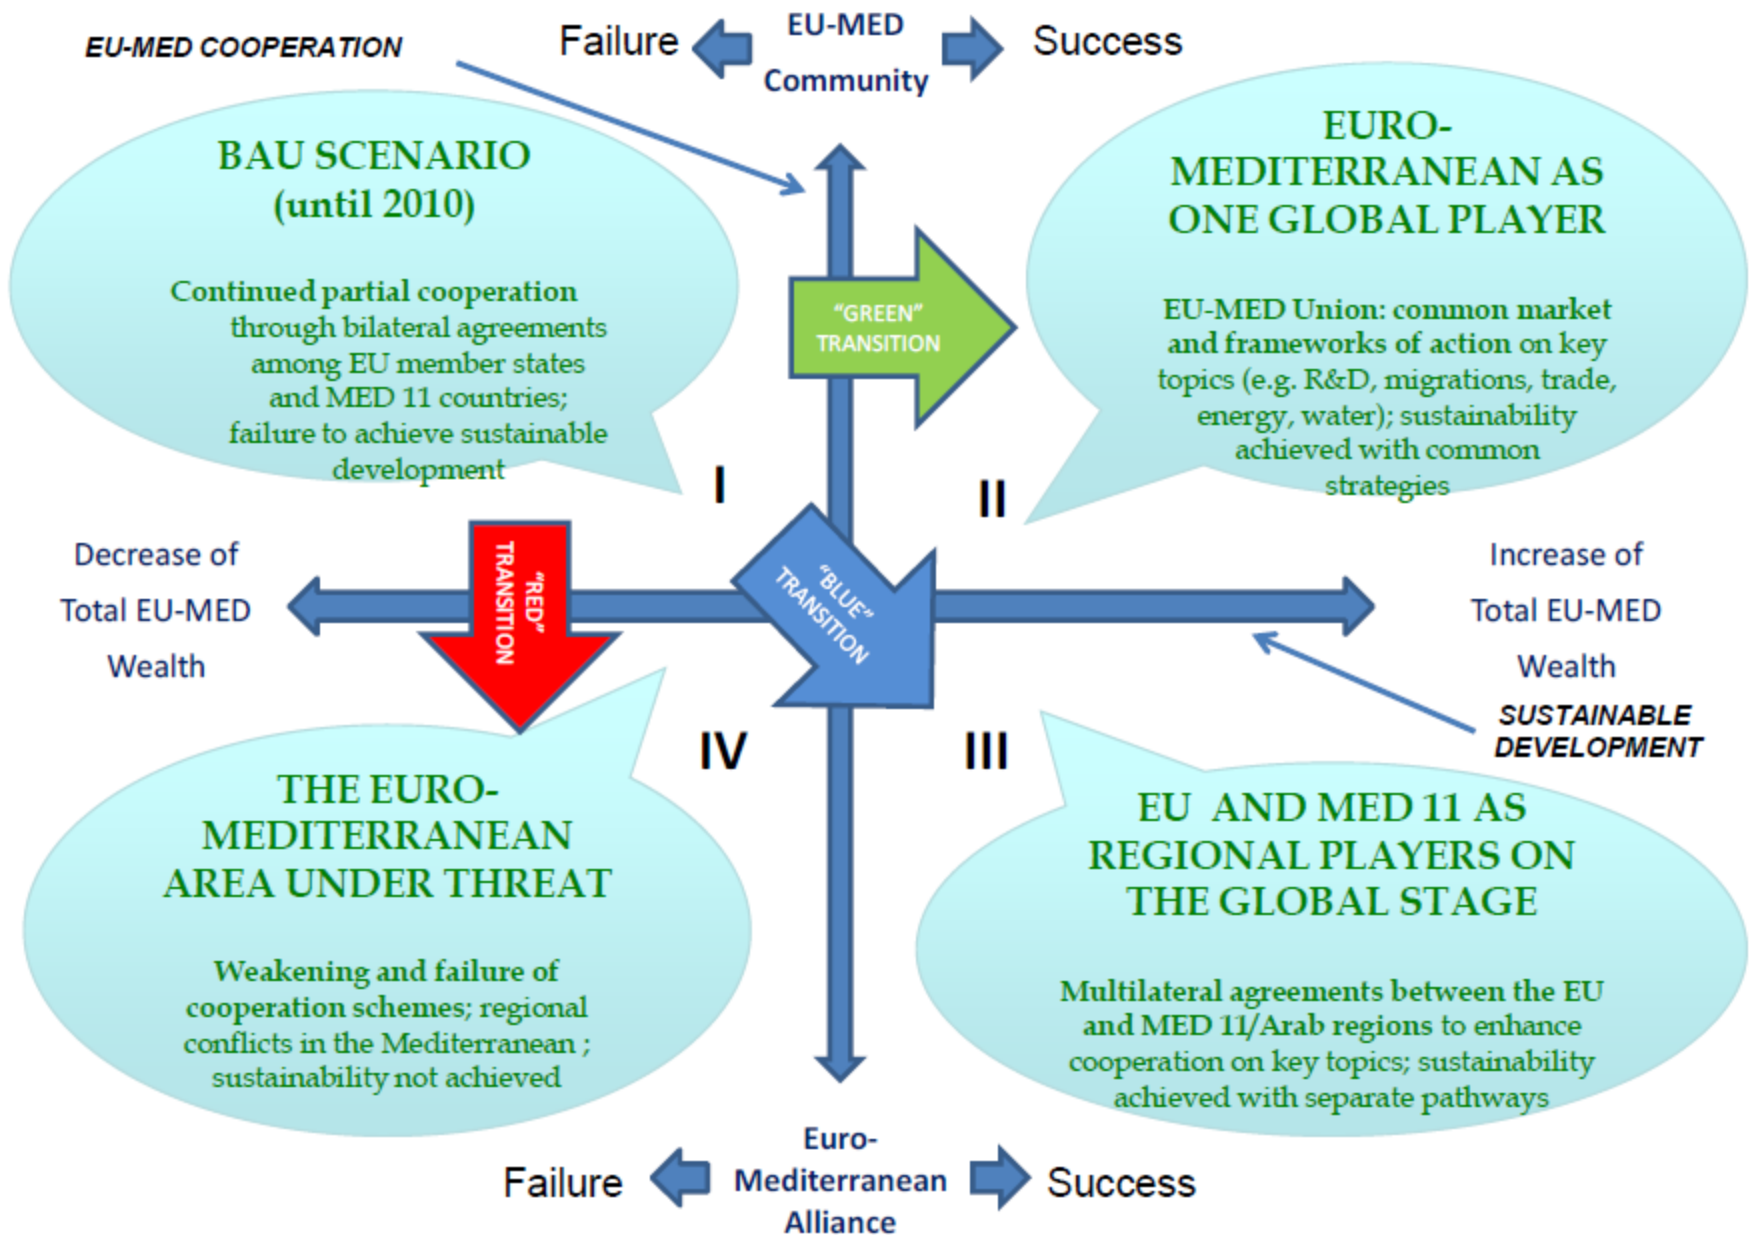 EU-MED COOPERATION
Failure
EU-MED
Community
Success
BAU SCENARIO
(until 2010)
Continued partial cooperation
through bilateral agreements
among EU member states
and MED 11 countries;
failure to achieve sustainable
development
EURO-
MEDITERRANEAN AS
ONE GLOBAL PLAYER
EU-MED Union: common market
and frameworks of action on key
topics (e.g. R&D, migrations, trade,
energy, water); sustainability
achieved with common
strategies
"GREEN"
TRANSITION
I
II
Decrease of
Total EU-MED
Wealth
"RED"
TRANSITION
"BLUE"
TRANSITION
Increase of
Total EU-MED
Wealth
SUSTAINABLE
DEVELOPMENT
IV
III
THE EURO-
MEDITERRANEAN
AREA UNDER THREAT
Weakening and failure of
cooperation schemes; regional
conflicts in the Mediterranean ;
sustainability not achieved
EU AND MED 11 AS
REGIONAL PLAYERS ON
THE GLOBAL STAGE
Multilateral agreements between the EU
and MED 11/Arab regions to enhance
cooperation on key topics; sustainability
achieved with separate pathways
Failure
Euro-
Mediterranean
Alliance
Success